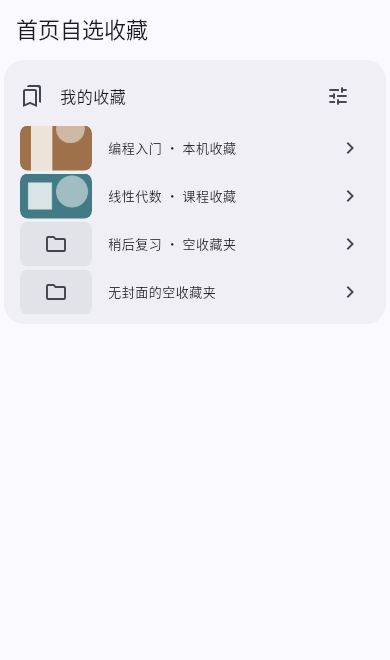 首页自选收藏
我的收藏
编程入门 · 本机收藏
线性代数 · 课程收藏
稍后复习 · 空收藏夹
无封面的空收藏夹